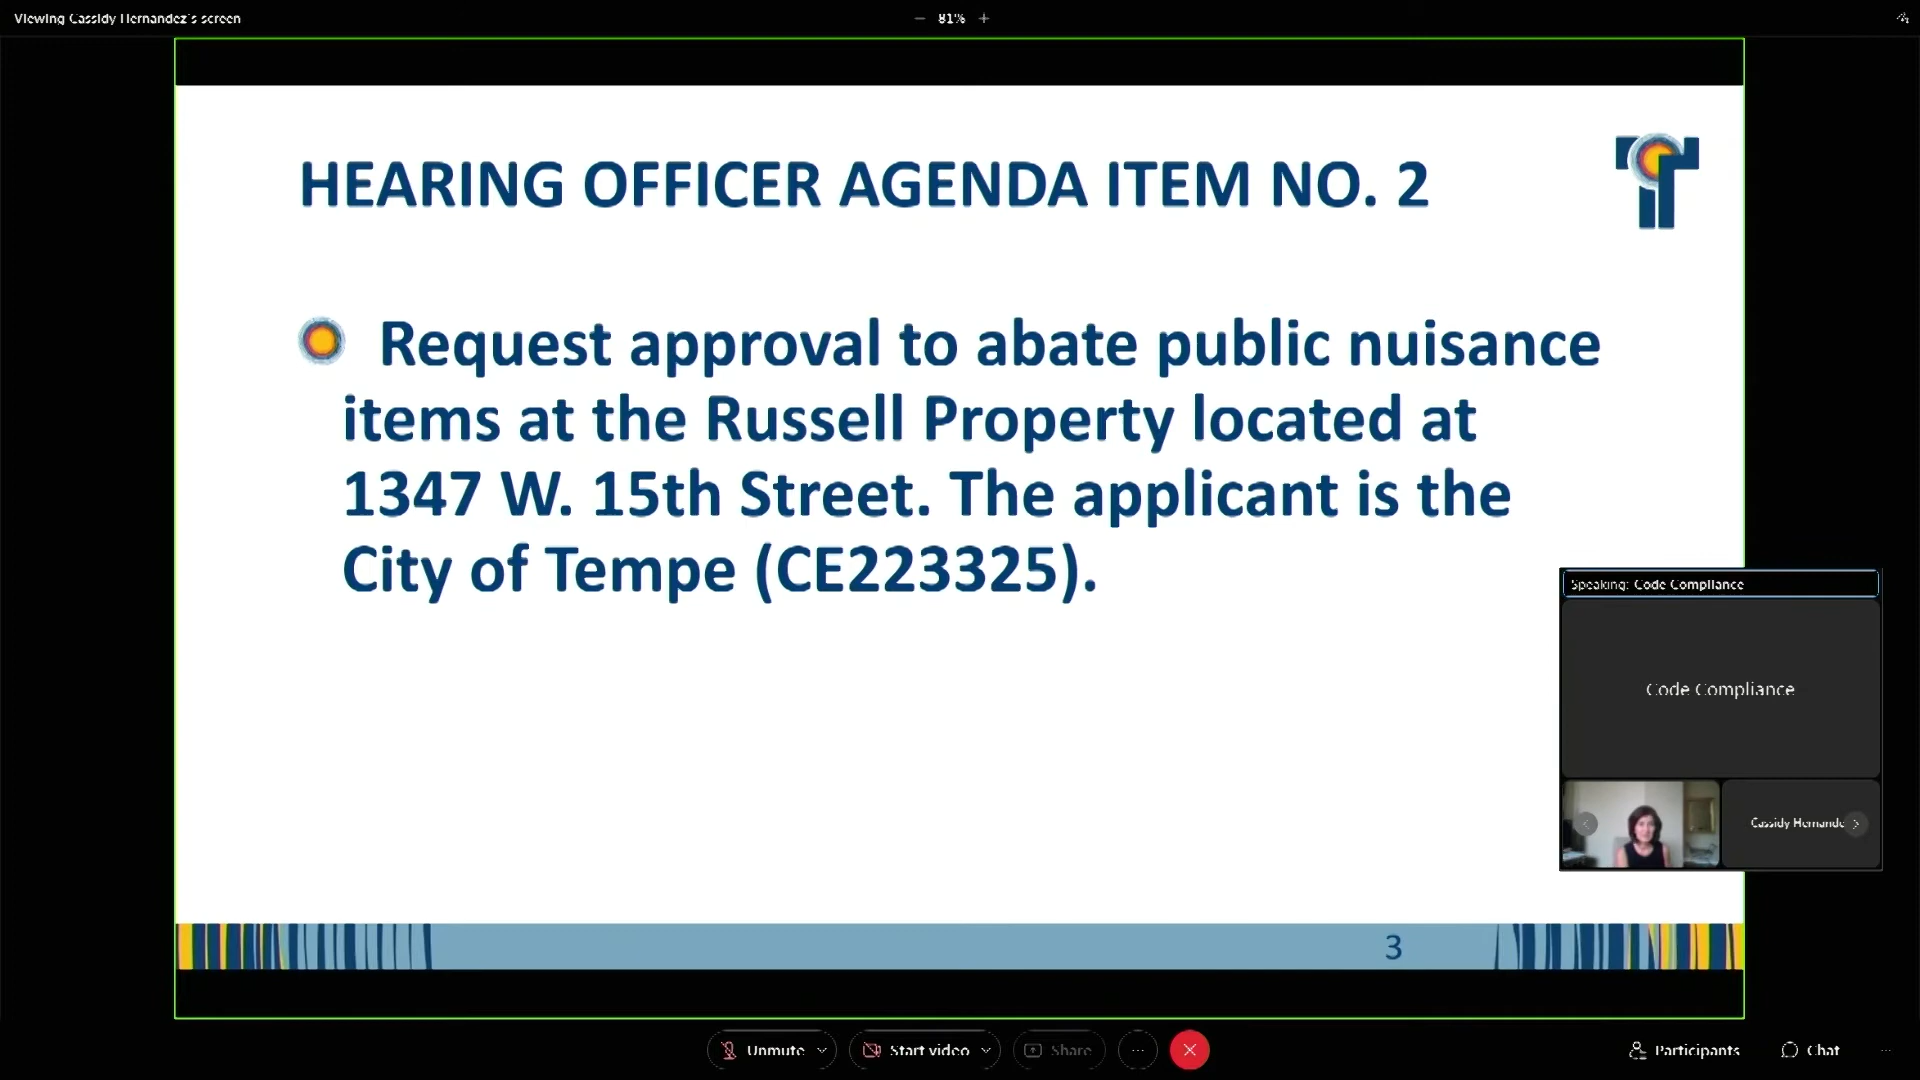 Viewing Cassidy Hernandez's screen
81%
HEARING OFFICER AGENDA ITEM NO. 2
Request approval to abate public nuisance
items at the Russell Property located at
1347 W. 15th Street. The applicant is the
City of Tempe (CE223325).
Speaking: Code Compliance
Code Compliance
Cassidy Hernande
3
Unmute
Start video
Share
Participants
Chat